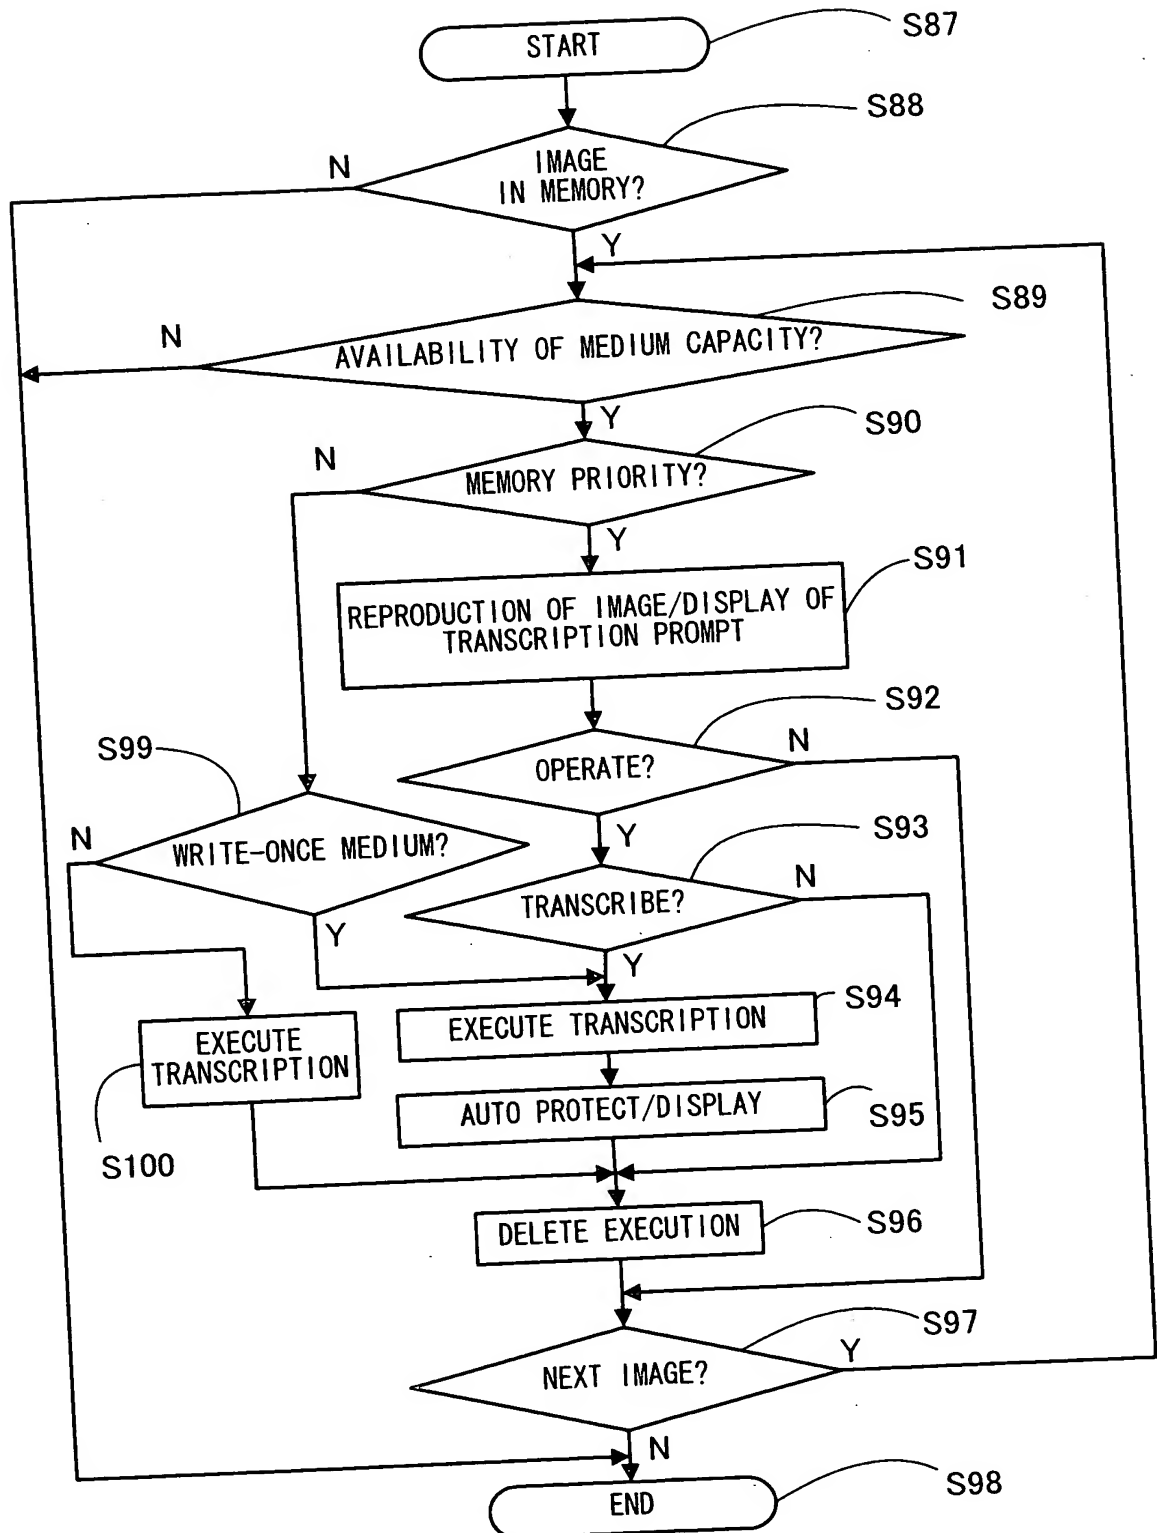 START
S87
S88
N
IMAGE
IN MEMORY?
Y
S89
N
AVAILABILITY OF MEDIUM CAPACITY?
Y
S90
N
MEMORY PRIORITY?
Y
S91
REPRODUCTION OF IMAGE/DISPLAY OF
TRANSCRIPTION PROMPT
S92
N
OPERATE?
S99
Y
S93
N
WRITE-ONCE MEDIUM?
N
TRANSCRIBE?
Y
Y
S94
EXECUTE TRANSCRIPTION
EXECUTE
TRANSCRIPTION
AUTO PROTECT/DISPLAY
S95
S100
DELETE EXECUTION
S96
S97
NEXT IMAGE?
Y
N
END
S98